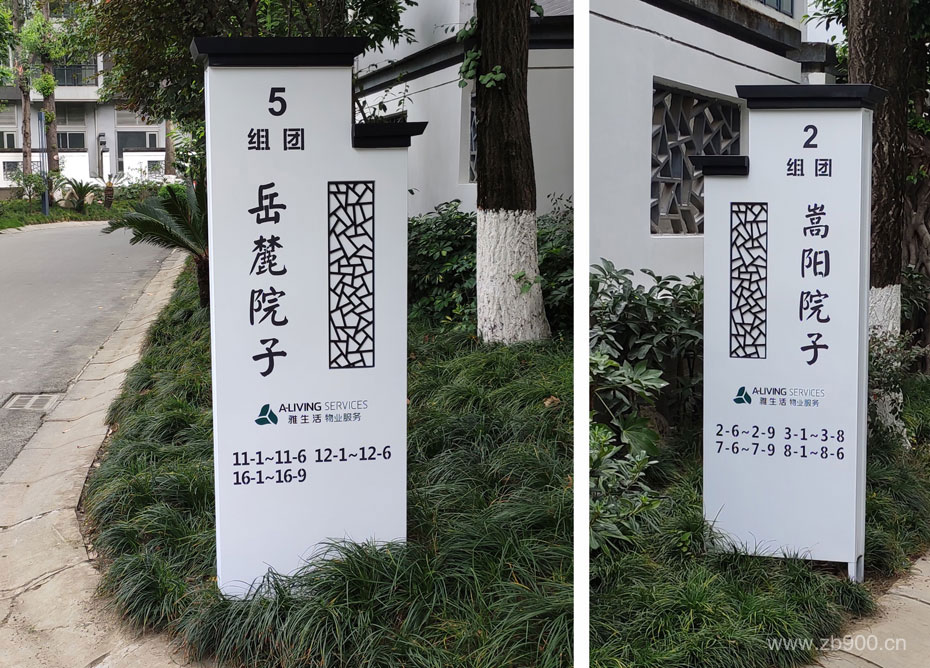 5
组团
岳麓院子
A-LIVING SERVICES
雅生活 物业服务
11-1~11-6 12-1~12-6
16-1~16-9
2
组团
嵩阳院子
A-LIVING SERVICES
雅生活 物业服务
2-6~2-9 3-1~3-8
7-6~7-9 8-1~8-6
www.zb900.cn